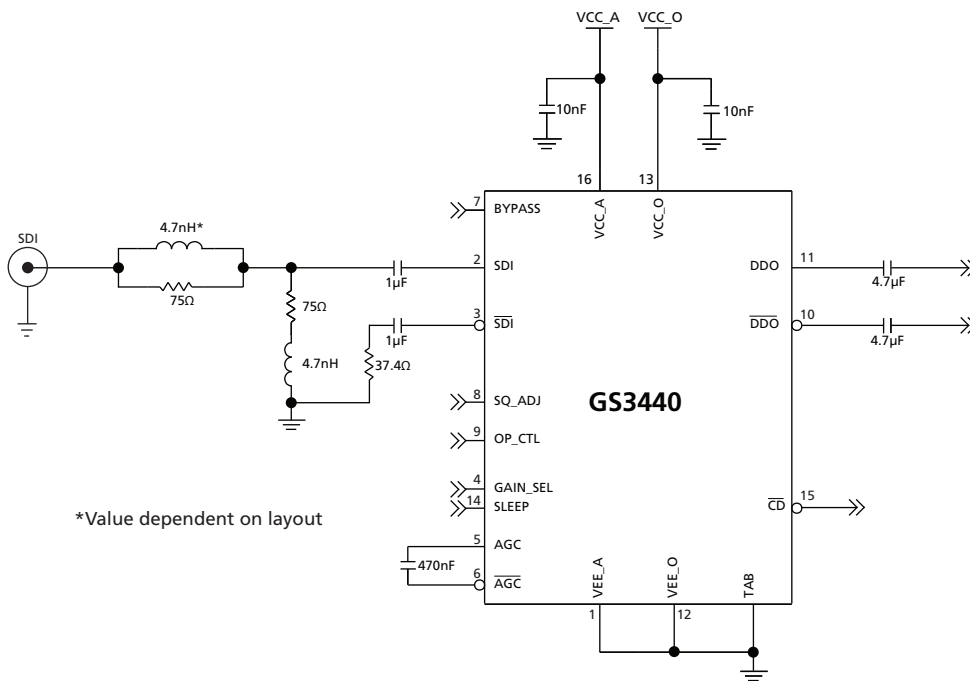 VCC_A VCC_O
10nF
10nF
16
13
VCC_A
VCC_O
7
BYPASS
SDI
4.7nH*
75Ω
2
SDI
1μF
11
DDO
4.7μF
75Ω
4.7nH
3
SDI
1μF
37.4Ω
10
DDO
4.7μF
8
SQ_ADJ
GS3440
9
OP_CTL
4
GAIN_SEL
14
SLEEP
15
CD
*Value dependent on layout
5
AGC
470nF
6
AGC
VEE_A
VEE_O
TAB
1
12